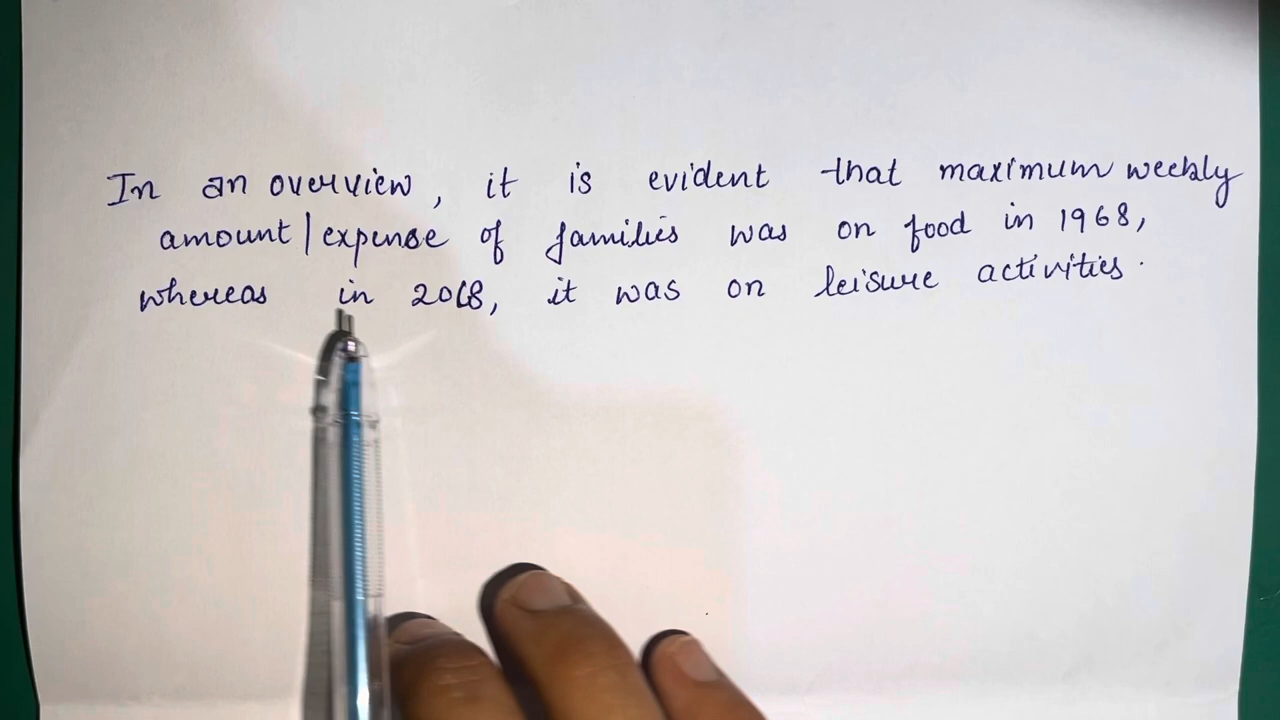 In an overview, it is evident that maximum weekly
amount/expense of families was on food in 1968,
whereas in 2018, it was on leisure activities.